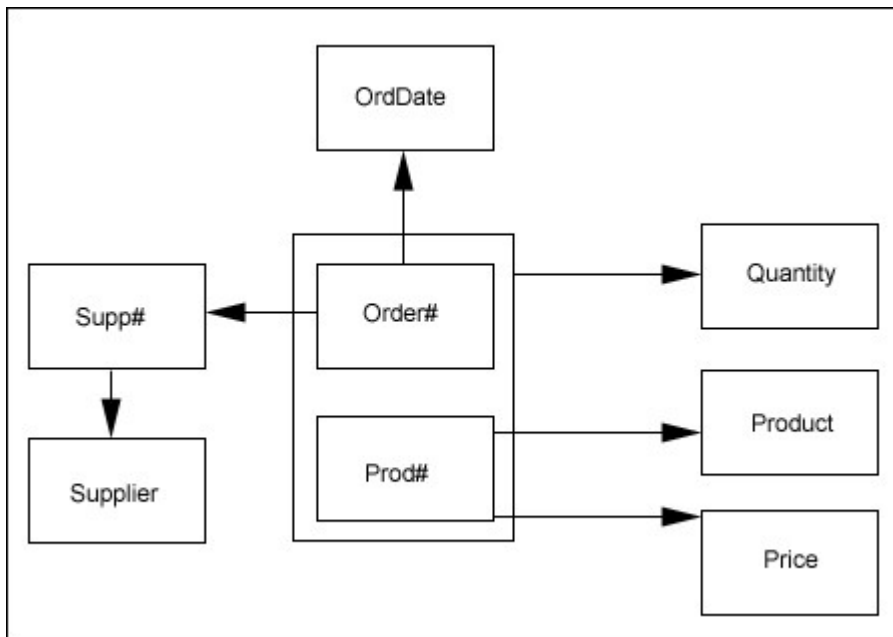 OrdDate
Quantity
Supp#
Order#
Product
Prod#
Supplier
Price